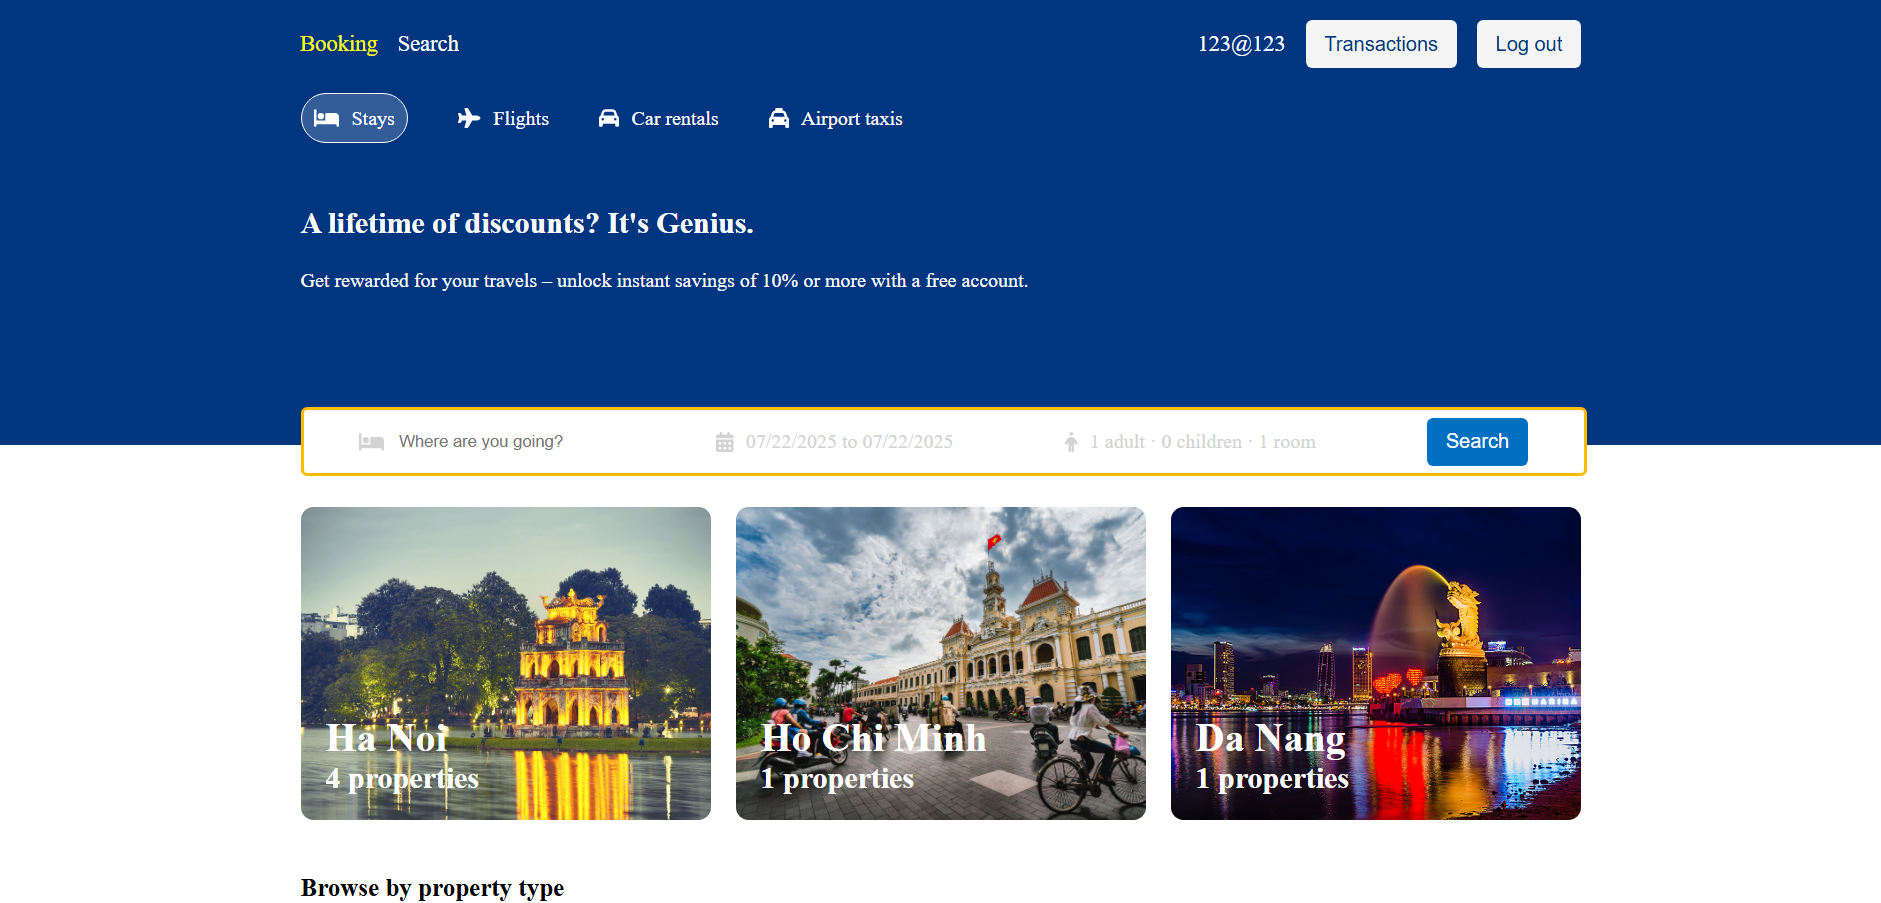 Booking Search 123@123 Transactions Log out
Stays Flights Car rentals Airport taxis
A lifetime of discounts? It's Genius.
Get rewarded for your travels – unlock instant savings of 10% or more with a free account.
Where are you going? 07/22/2025 to 07/22/2025 1 adult · 0 children · 1 room Search
Ha Noi
4 properties
Ho Chi Minh
1 properties
Da Nang
1 properties
Browse by property type